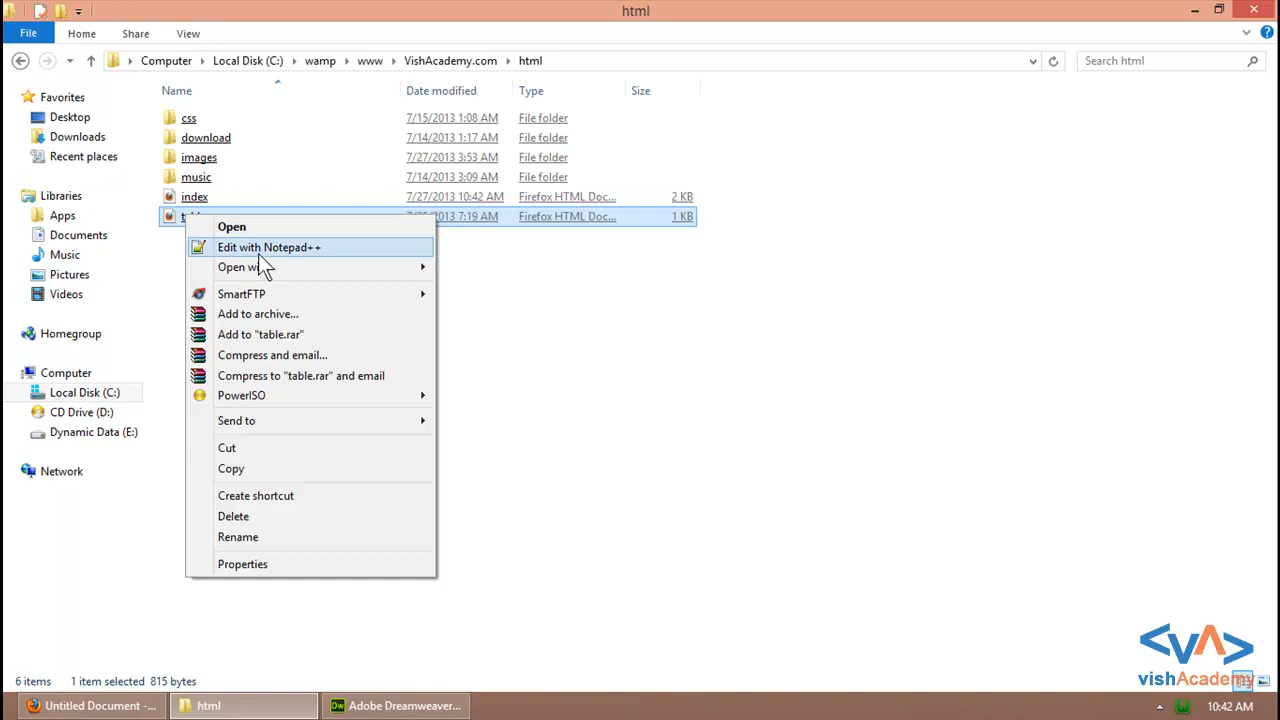 html
File
Home
Share
View
Computer
Local Disk (C:)
wamp
www
VishAcademy.com
html
Search html
Name
Date modified
Type
Size
Favorites
Desktop
Downloads
Recent places
Libraries
Apps
Documents
Music
Pictures
Videos
Homegroup
Computer
Local Disk (C:)
CD Drive (D:)
Dynamic Data (E:)
Network
css 7/15/2013 1:08 AM File folder
download 7/14/2013 1:17 AM File folder
images 7/27/2013 3:53 AM File folder
music 7/14/2013 3:09 AM File folder
index 7/27/2013 10:42 AM Firefox HTML Doc... 2 KB
2013 7:19 AM Firefox HTML Doc... 1 KB
Open
Edit with Notepad++
Open
SmartFTP
Add to archive...
Add to "table.rar"
Compress and email...
Compress to "table.rar" and email
PowerISO
Send to
Cut
Copy
Create shortcut
Delete
Rename
Properties
<VA>
vishAcademy
6 items 1 item selected 815 bytes
Untitled Document -...
html
Dw Adobe Dreamweaver...
10:42 AM